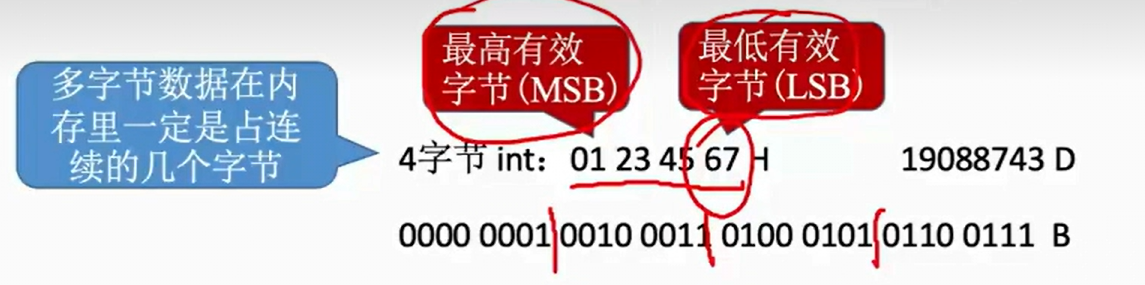 最高有效
字节(MSB)
最低有效
字节(LSB)
多字节数据在内
存里一定是占连
续的几个字节
4字节 int： 01 23 45 67 H 19088743 D
0000 0001 0010 0011 0100 0101 0110 0111 B